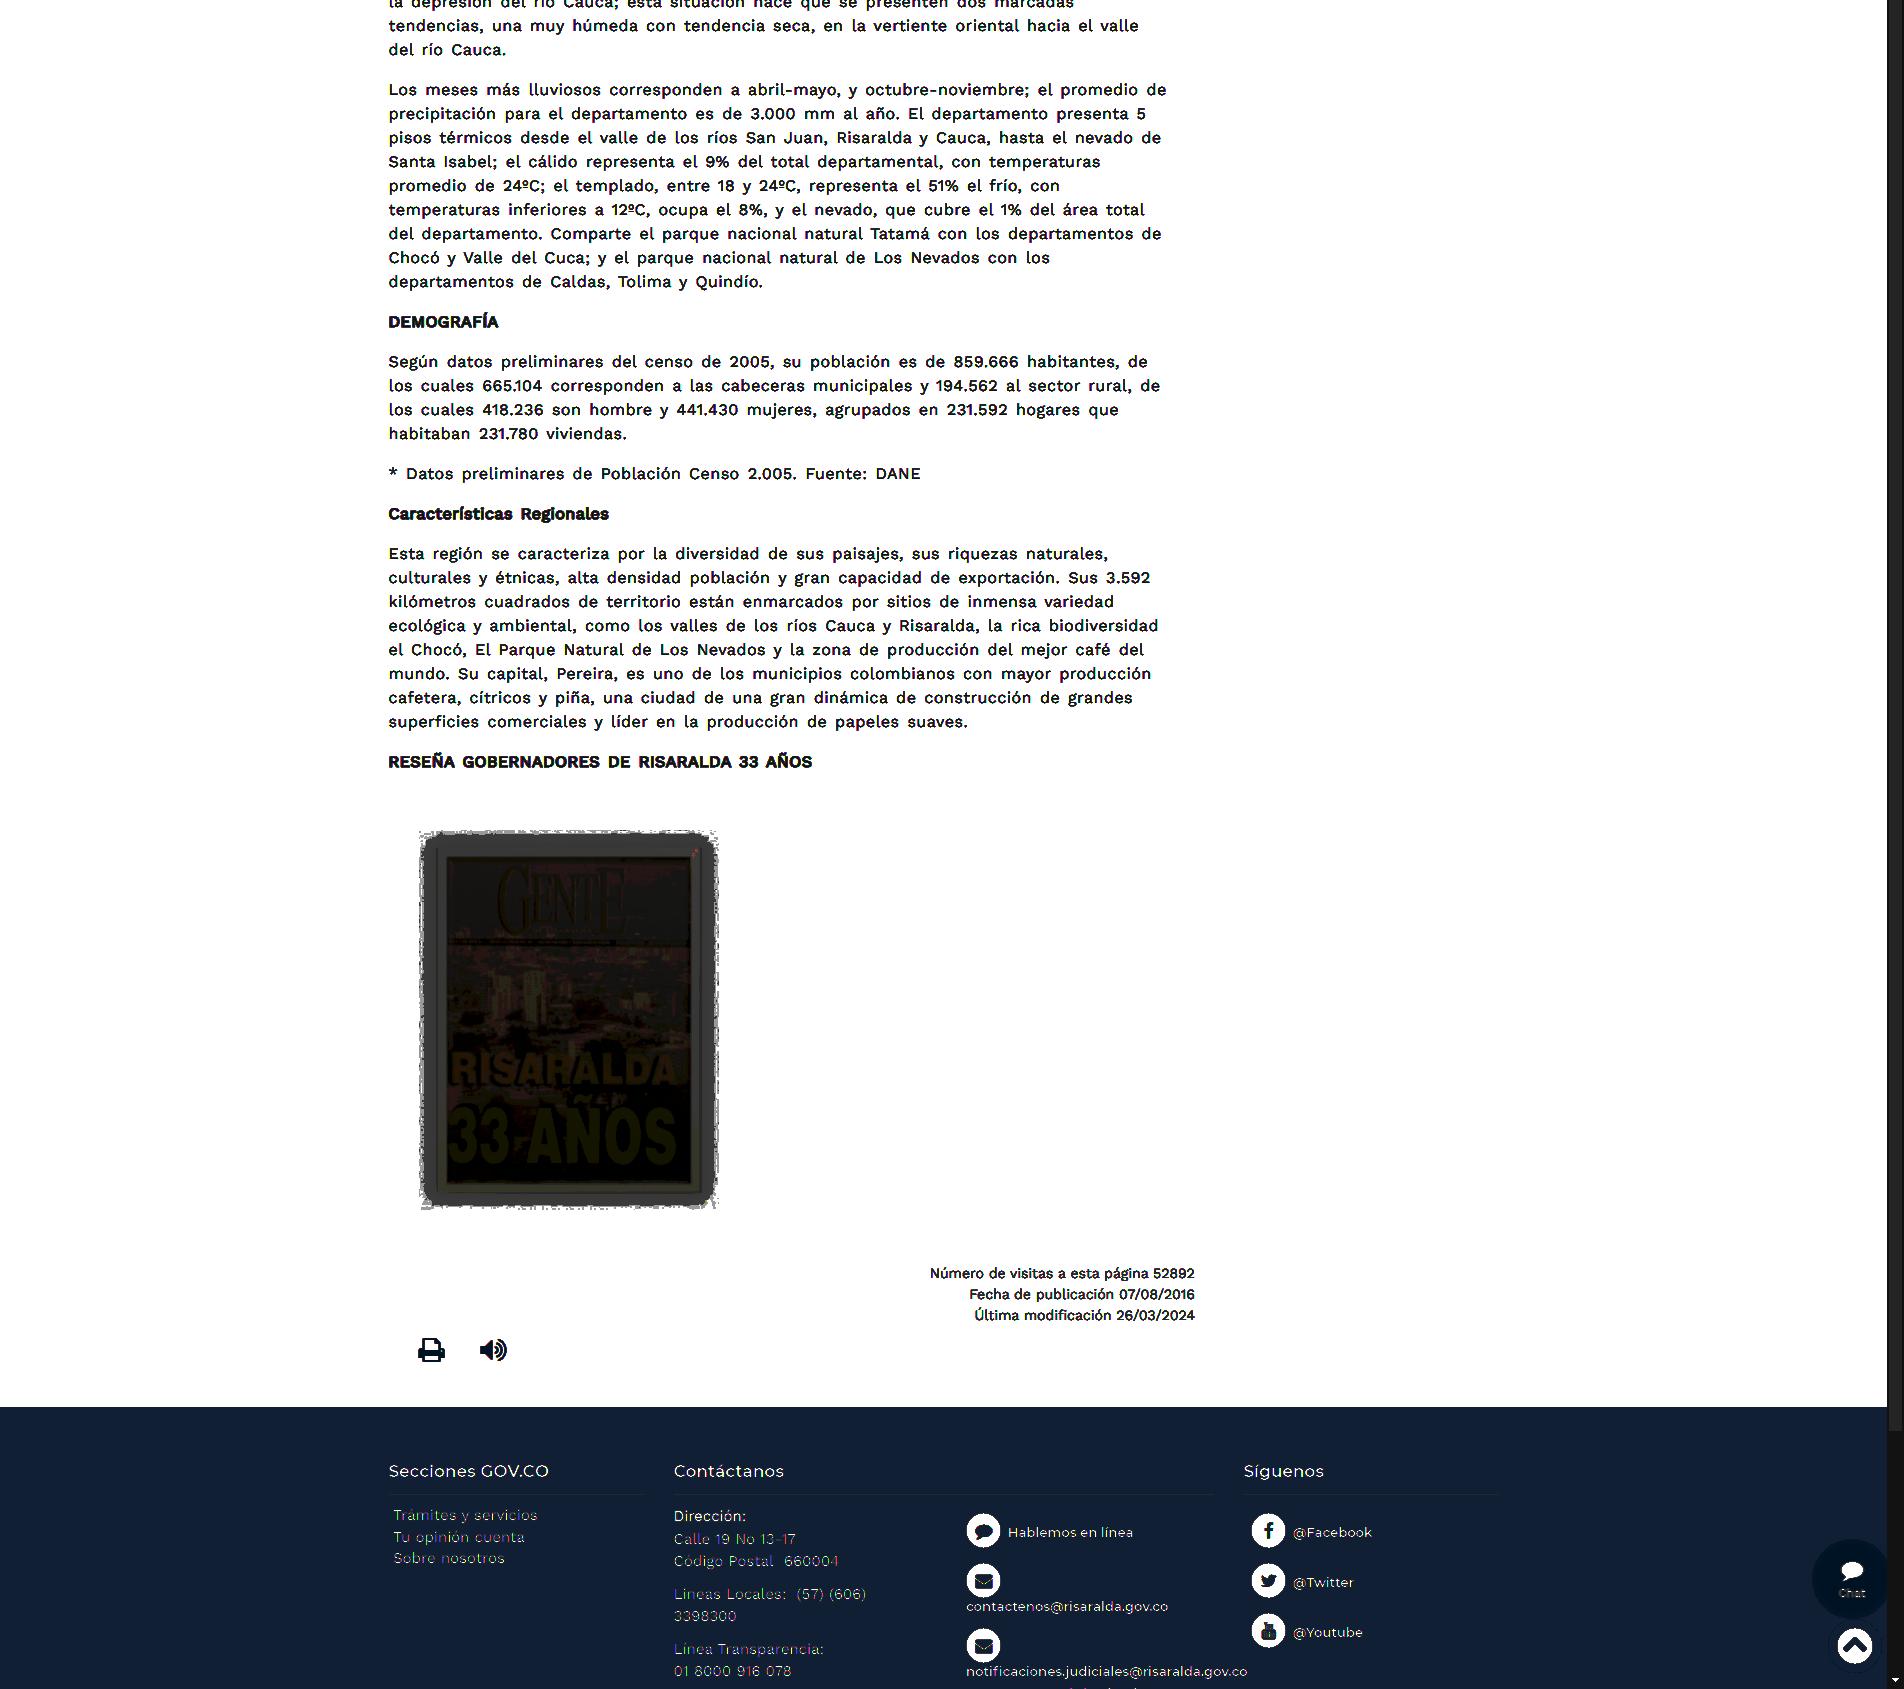 la depresión del río Cauca; esta situación hace que se presenten dos marcadas
tendencias, una muy húmeda con tendencia seca, en la vertiente oriental hacia el valle
del río Cauca.
Los meses más lluviosos corresponden a abril-mayo, y octubre-noviembre; el promedio de
precipitación para el departamento es de 3.000 mm al año. El departamento presenta 5
pisos térmicos desde el valle de los ríos San Juan, Risaralda y Cauca, hasta el nevado de
Santa Isabel; el cálido representa el 9% del total departamental, con temperaturas
promedio de 24ºC; el templado, entre 18 y 24ºC, representa el 51% el frío, con
temperaturas inferiores a 12ºC, ocupa el 8%, y el nevado, que cubre el 1% del área total
del departamento. Comparte el parque nacional natural Tatamá con los departamentos de
Chocó y Valle del Cuca; y el parque nacional natural de Los Nevados con los
departamentos de Caldas, Tolima y Quindío.
DEMOGRAFÍA
Según datos preliminares del censo de 2005, su población es de 859.666 habitantes, de
los cuales 665.104 corresponden a las cabeceras municipales y 194.562 al sector rural, de
los cuales 418.236 son hombre y 441.430 mujeres, agrupados en 231.592 hogares que
habitaban 231.780 viviendas.
* Datos preliminares de Población Censo 2.005. Fuente: DANE
Características Regionales
Esta región se caracteriza por la diversidad de sus paisajes, sus riquezas naturales,
culturales y étnicas, alta densidad población y gran capacidad de exportación. Sus 3.592
kilómetros cuadrados de territorio están enmarcados por sitios de inmensa variedad
ecológica y ambiental, como los valles de los ríos Cauca y Risaralda, la rica biodiversidad
el Chocó, El Parque Natural de Los Nevados y la zona de producción del mejor café del
mundo. Su capital, Pereira, es uno de los municipios colombianos con mayor producción
cafetera, cítricos y piña, una ciudad de una gran dinámica de construcción de grandes
superficies comerciales y líder en la producción de papeles suaves.
RESEÑA GOBERNADORES DE RISARALDA 33 AÑOS
GENTE
RISARALDA
33 AÑOS
Número de visitas a esta página 52892
Fecha de publicación 07/08/2016
Última modificación 26/03/2024
Secciones GOV.CO
Trámites y servicios
Tu opinión cuenta
Sobre nosotros
Contáctanos
Dirección:
Calle 19 No 13-17
Código Postal 660004
Lineas Locales: (57) (606)
3398300
Línea Transparencia:
01 8000 916 078
Hablemos en línea
contactenos@risaralda.gov.co
notificaciones.judiciales@risaralda.gov.co
Síguenos
@Facebook
@Twitter
@Youtube
Chat